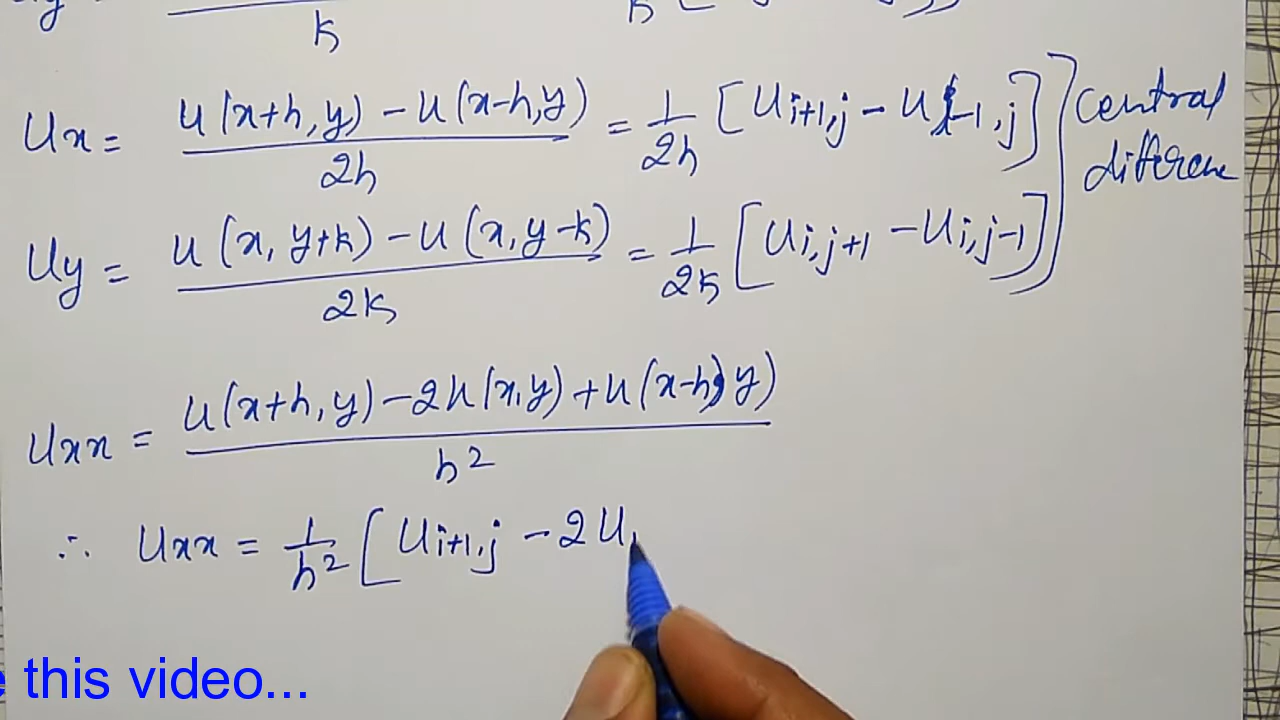 k
Ux = u(x+h, y) - u(x-h, y) / 2h = 1/2h [Ui+1,j - Ui-1,j] central
differenc
Uy = u(x, y+k) - u(x, y-k) / 2k = 1/2k [Ui,j+1 - Ui,j-1]
Uxx = u(x+h, y) - 2u(x,y) + u(x-h, y) / h²
∴ Uxx = 1/h² [Ui+1,j - 2U
this video...